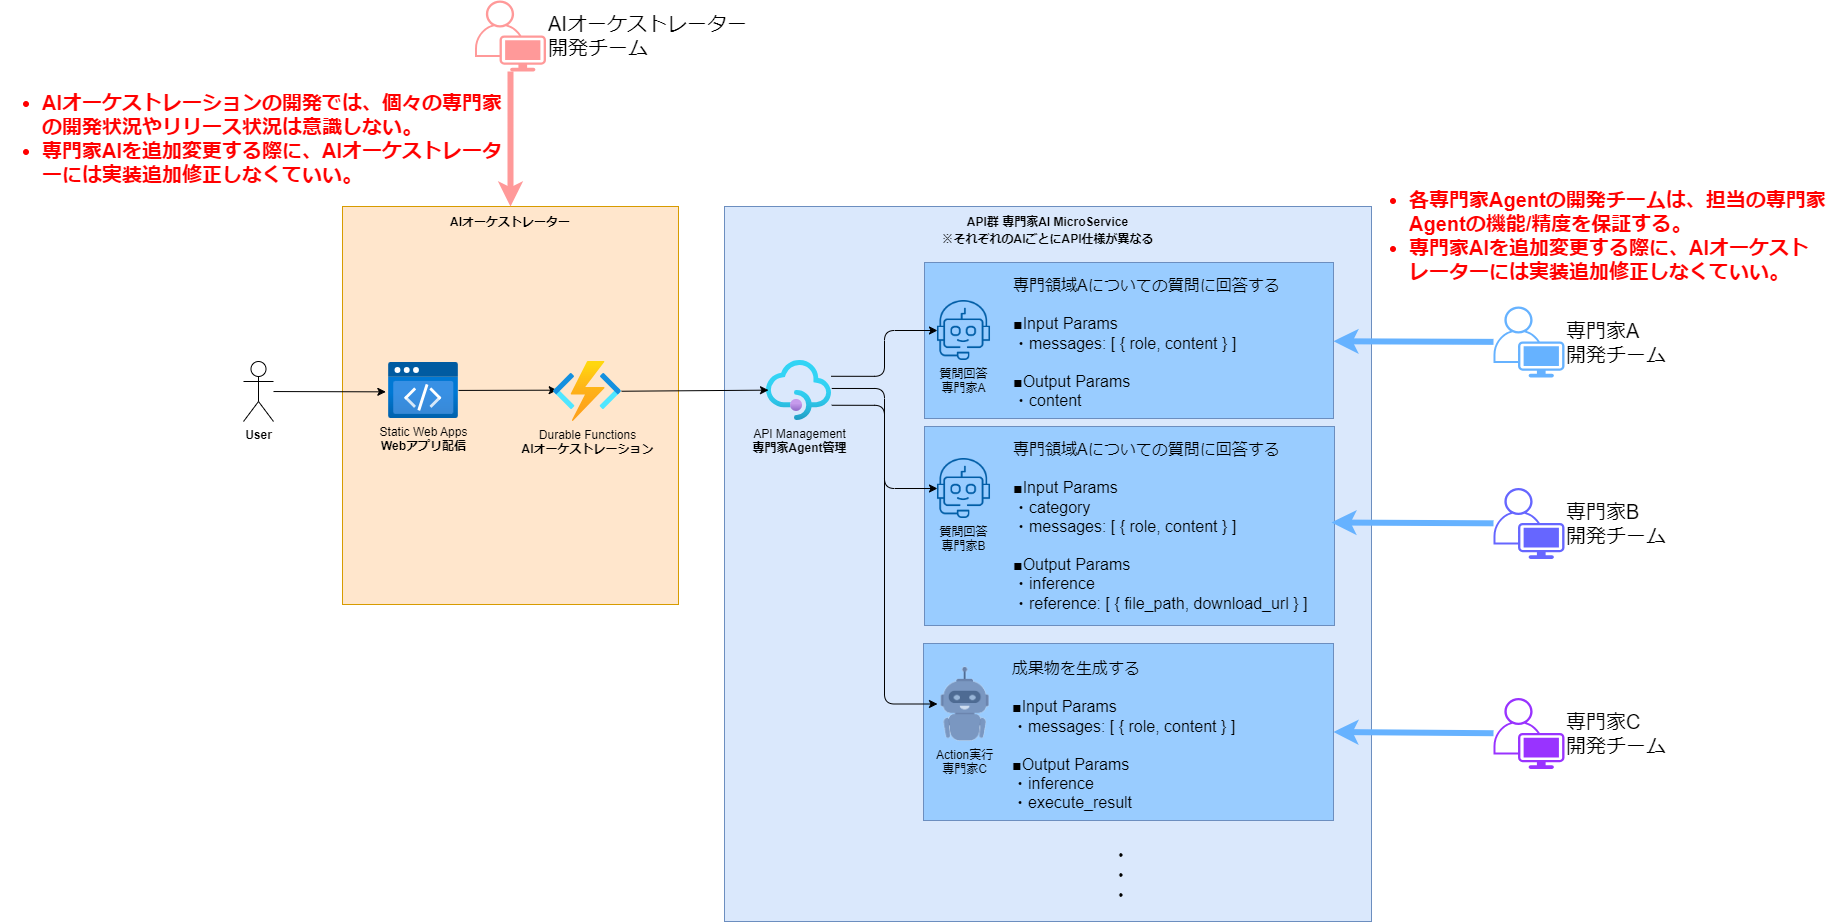 AIオーケストレーター
開発チーム
• AIオーケストレーションの開発では、個々の専門家
の開発状況やリリース状況は意識しない。
• 専門家AIを追加変更する際に、AIオーケストレータ
ーには実装追加修正しなくていい。
AIオーケストレーター
User
Static Web Apps
Webアプリ配信
Durable Functions
AIオーケストレーション
API群 専門家AI MicroService
※それぞれのAIごとにAPI仕様が異なる
API Management
専門家Agent管理
質問回答
専門家A
専門領域Aについての質問に回答する
■Input Params
・messages: [ { role, content } ]
■Output Params
・content
質問回答
専門家B
専門領域Aについての質問に回答する
■Input Params
・category
・messages: [ { role, content } ]
■Output Params
・inference
・reference: [ { file_path, download_url } ]
Action実行
専門家C
成果物を生成する
■Input Params
・messages: [ { role, content } ]
■Output Params
・inference
・execute_result
・
・
・
• 各専門家Agentの開発チームは、担当の専門家
Agentの機能/精度を保証する。
• 専門家AIを追加変更する際に、AIオーケスト
レーターには実装追加修正しなくていい。
専門家A
開発チーム
専門家B
開発チーム
専門家C
開発チーム